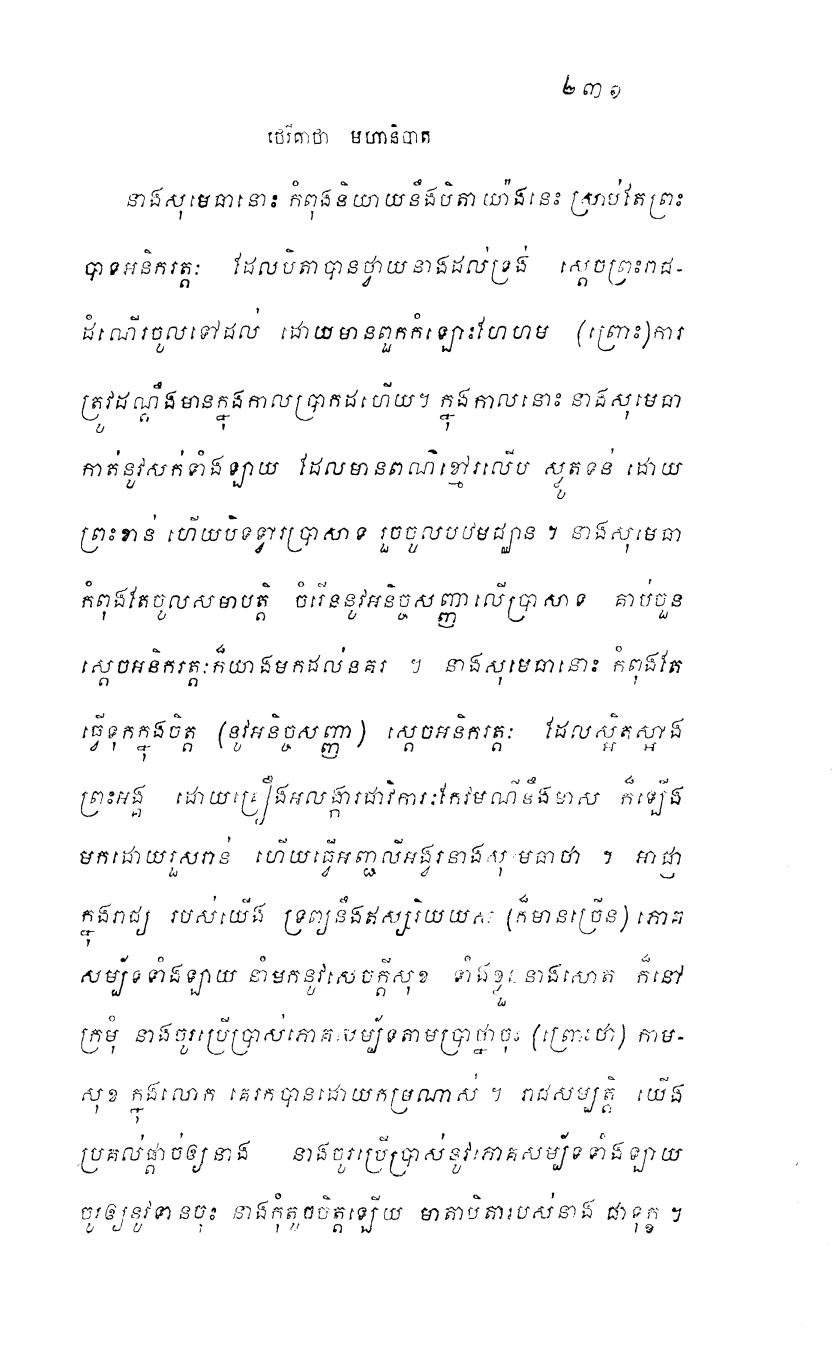 ២៣១
ថេរីគាថា មហានិបាត
នាងសុមេធានោះ កំពុងនិយាយនឹងបិតាយ៉ាងនេះ ស្រាប់តែព្រះ
បាទអនិករត្តៈ ដែលបិតាបានថ្វាយនាងដល់ទ្រង់ ស្តេចព្រះរាជ-
ដំណើរចូលទៅដល់ ដោយមានពួកកំឡោះហែហម (ព្រោះ)ការ
ត្រូវដណ្តឹងមានក្នុងកាលប្រាកដហើយ។ ក្នុងកាលនោះ នាងសុមេធា
កាត់នូវសក់ទាំងឡាយ ដែលមានពណ៌ខ្មៅរលើប ស្ងួតទន់ ដោយ
ព្រះខាន់ ហើយបិទទ្វារប្រាសាទ រួចចូលបឋមជ្ឈាន ។ នាងសុមេធា
កំពុងតែចូលសមាបត្តិ ចំរើននូវអនិច្ចសញ្ញាលើប្រាសាទ គាប់ជួន
ស្តេចអនិករត្តៈក៏យាងមកដល់នគរ ។ នាងសុមេធានោះ កំពុងតែ
ធ្វើទុកក្នុងចិត្ត (នូវអនិច្ចសញ្ញា) ស្តេចអនិករត្តៈ ដែលស្អិតស្អាង
ព្រះអង្គ ដោយគ្រឿងអលង្ការជាវិការៈកែវមណីនឹងមាស ក៏ឡើង
មកដោយរួសរាន់ ហើយធ្វើអញ្ជលីអង្វរនាងសុមេធាថា ។ អាជ្ញា
ក្នុងរាជ្យ របស់យើង ទ្រព្យនឹងឥស្សរិយយស (ក៏មានច្រើន) ភោគ
សម្ប័ទទាំងឡាយ នាំមកនូវសេចក្តីសុខ ទាំងខ្លួននាងសោត ក៏នៅ
ក្រមុំ នាងចូរប្រើប្រាស់ភោគសម្ប័ទតាមប្រាថ្នាចុះ (ព្រោះថា) កាម-
សុខ ក្នុងលោក គេរកបានដោយកម្រណាស់ ។ រាជសម្បត្តិ យើង
ប្រគល់ផ្តាច់ឲ្យនាង នាងចូរប្រើប្រាស់នូវភោគសម្ប័ទទាំងឡាយ
ចូរឲ្យនូវទានចុះ នាងកុំតូចចិត្តឡើយ មាតាបិតារបស់នាង ជាទុក្ខ ។